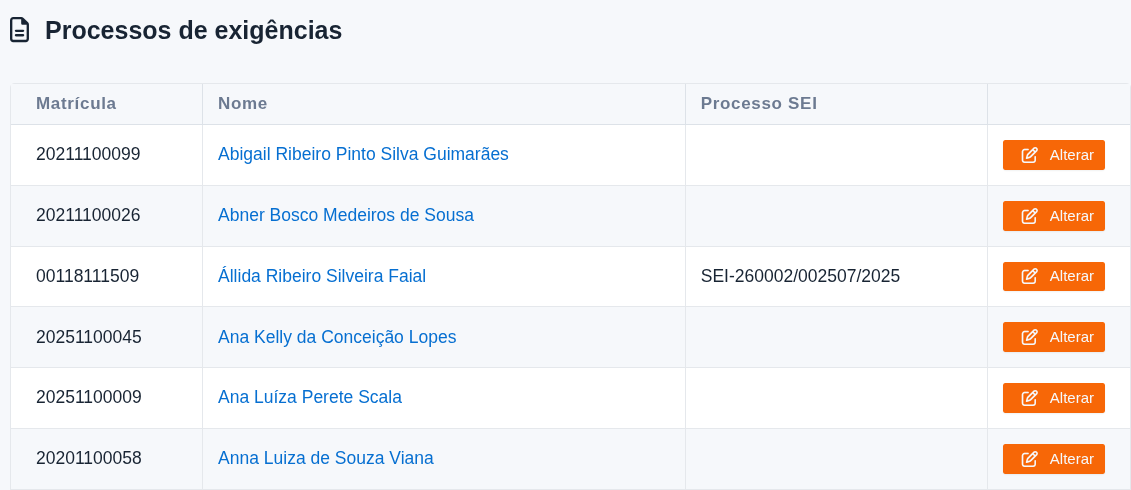 Processos de exigências
Matrícula Nome Processo SEI
20211100099 Abigail Ribeiro Pinto Silva Guimarães Alterar
20211100026 Abner Bosco Medeiros de Sousa Alterar
00118111509 Állida Ribeiro Silveira Faial SEI-260002/002507/2025 Alterar
20251100045 Ana Kelly da Conceição Lopes Alterar
20251100009 Ana Luíza Perete Scala Alterar
20201100058 Anna Luiza de Souza Viana Alterar